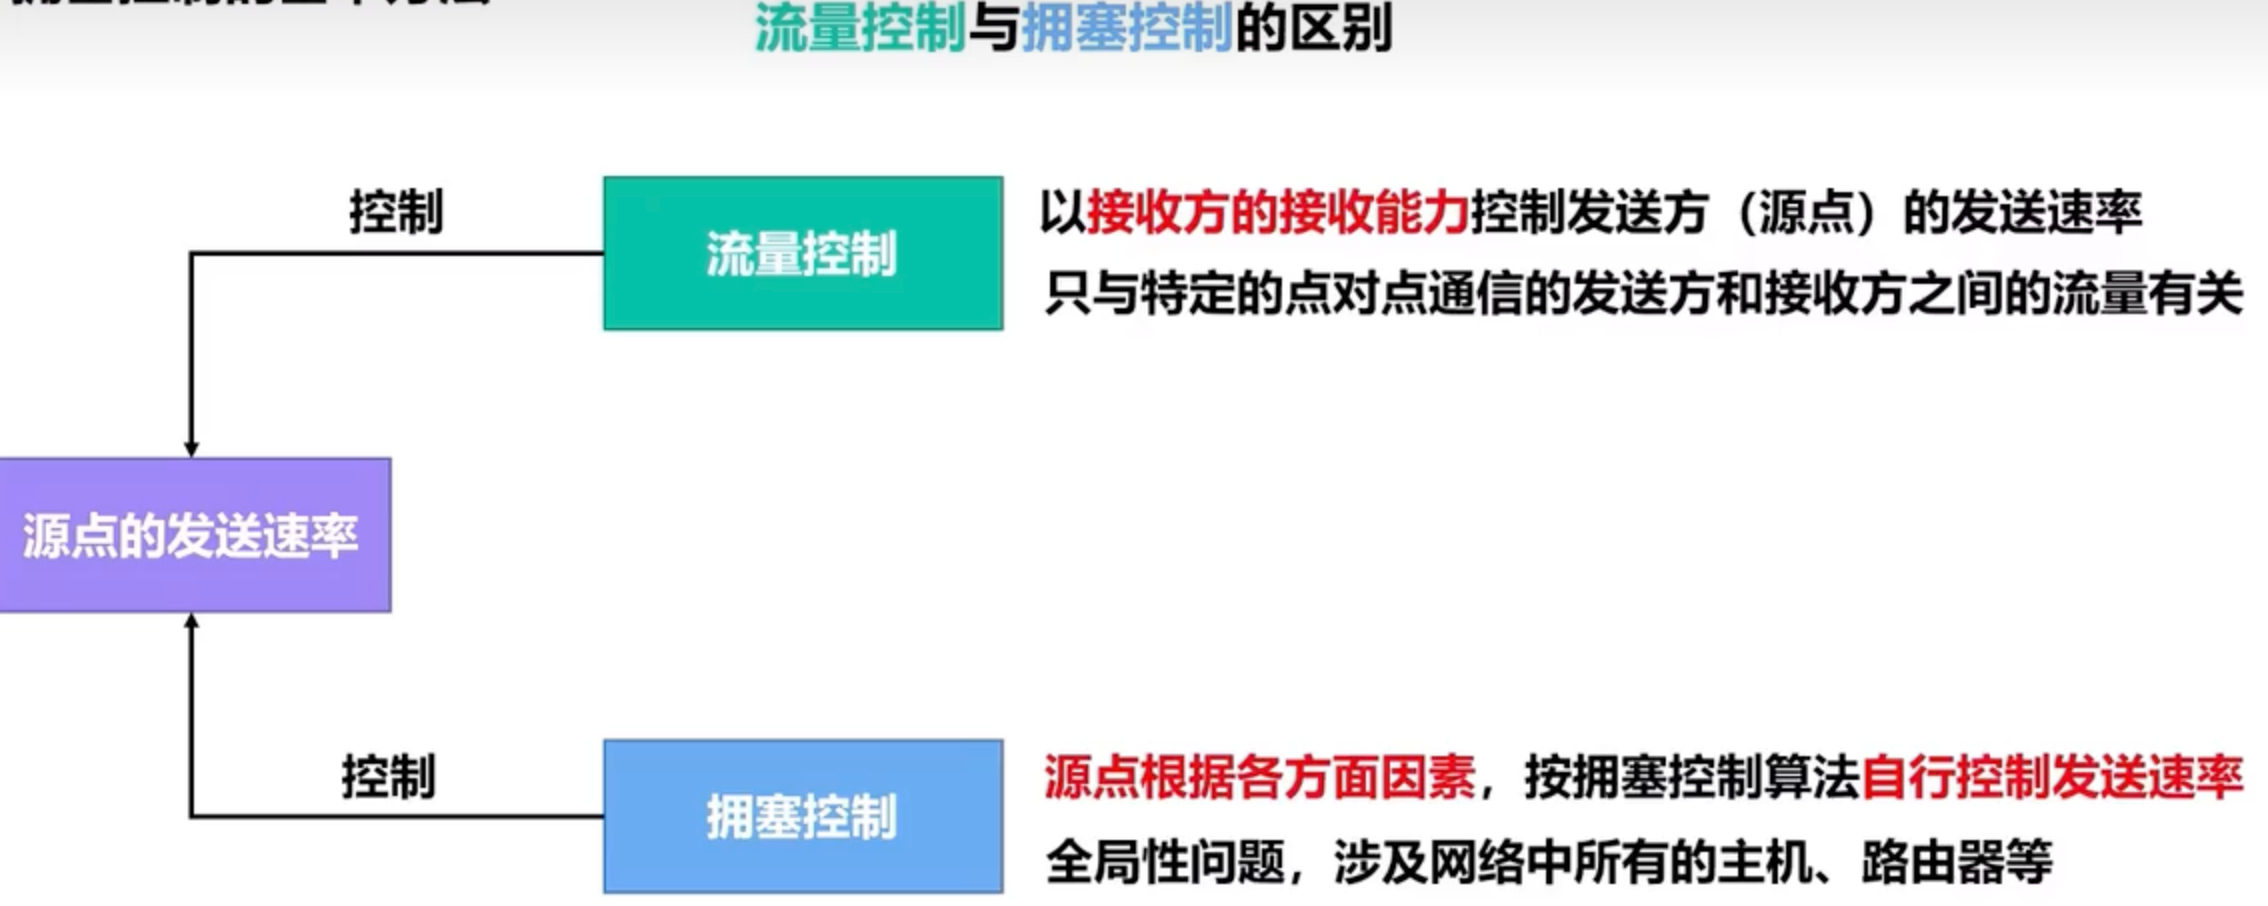 流量控制与拥塞控制的区别
控制
流量控制
以接收方的接收能力控制发送方（源点）的发送速率
只与特定的点对点通信的发送方和接收方之间的流量有关
源点的发送速率
控制
拥塞控制
源点根据各方面因素，按拥塞控制算法自行控制发送速率
全局性问题，涉及网络中所有的主机、路由器等